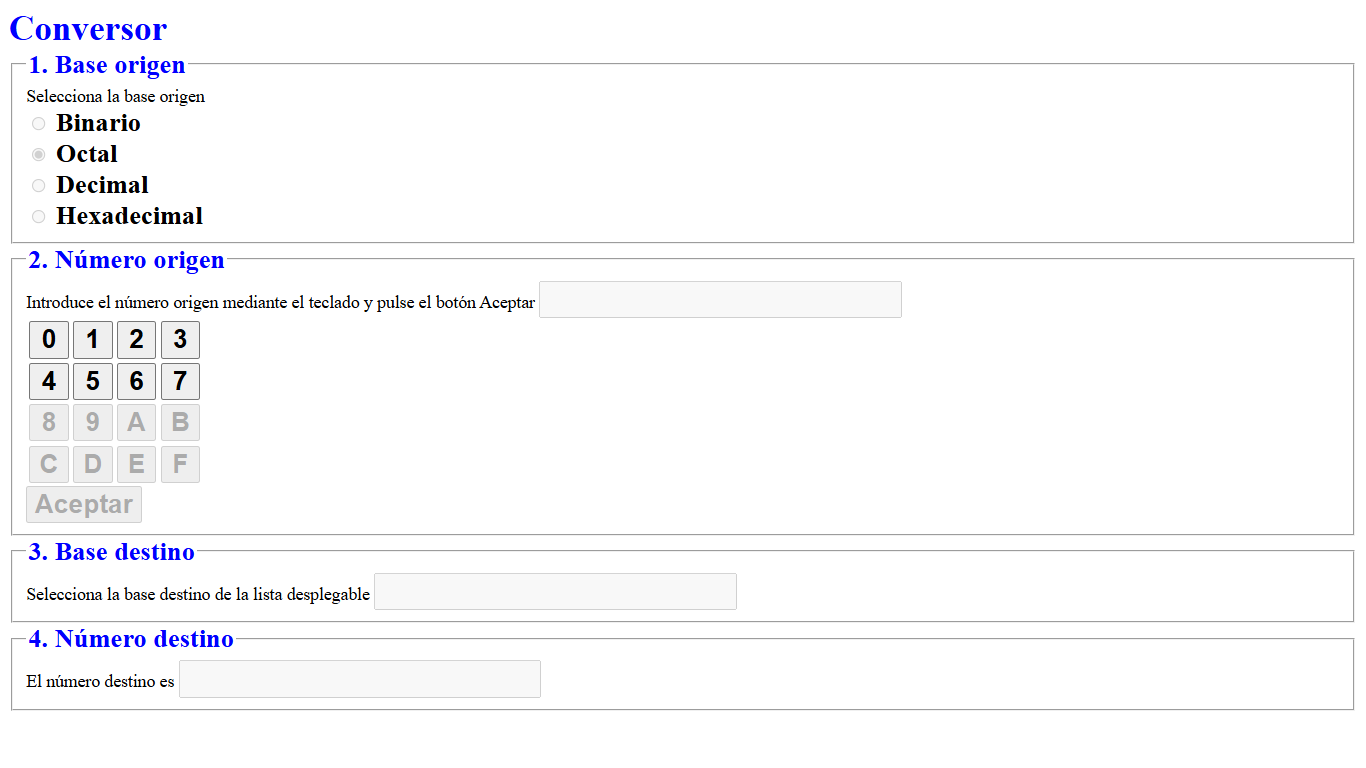 Conversor
1. Base origen
Selecciona la base origen
Binario
Octal
Decimal
Hexadecimal
2. Número origen
Introduce el número origen mediante el teclado y pulse el botón Aceptar
0 1 2 3
4 5 6 7
8 9 A B
C D E F
Aceptar
3. Base destino
Selecciona la base destino de la lista desplegable
4. Número destino
El número destino es